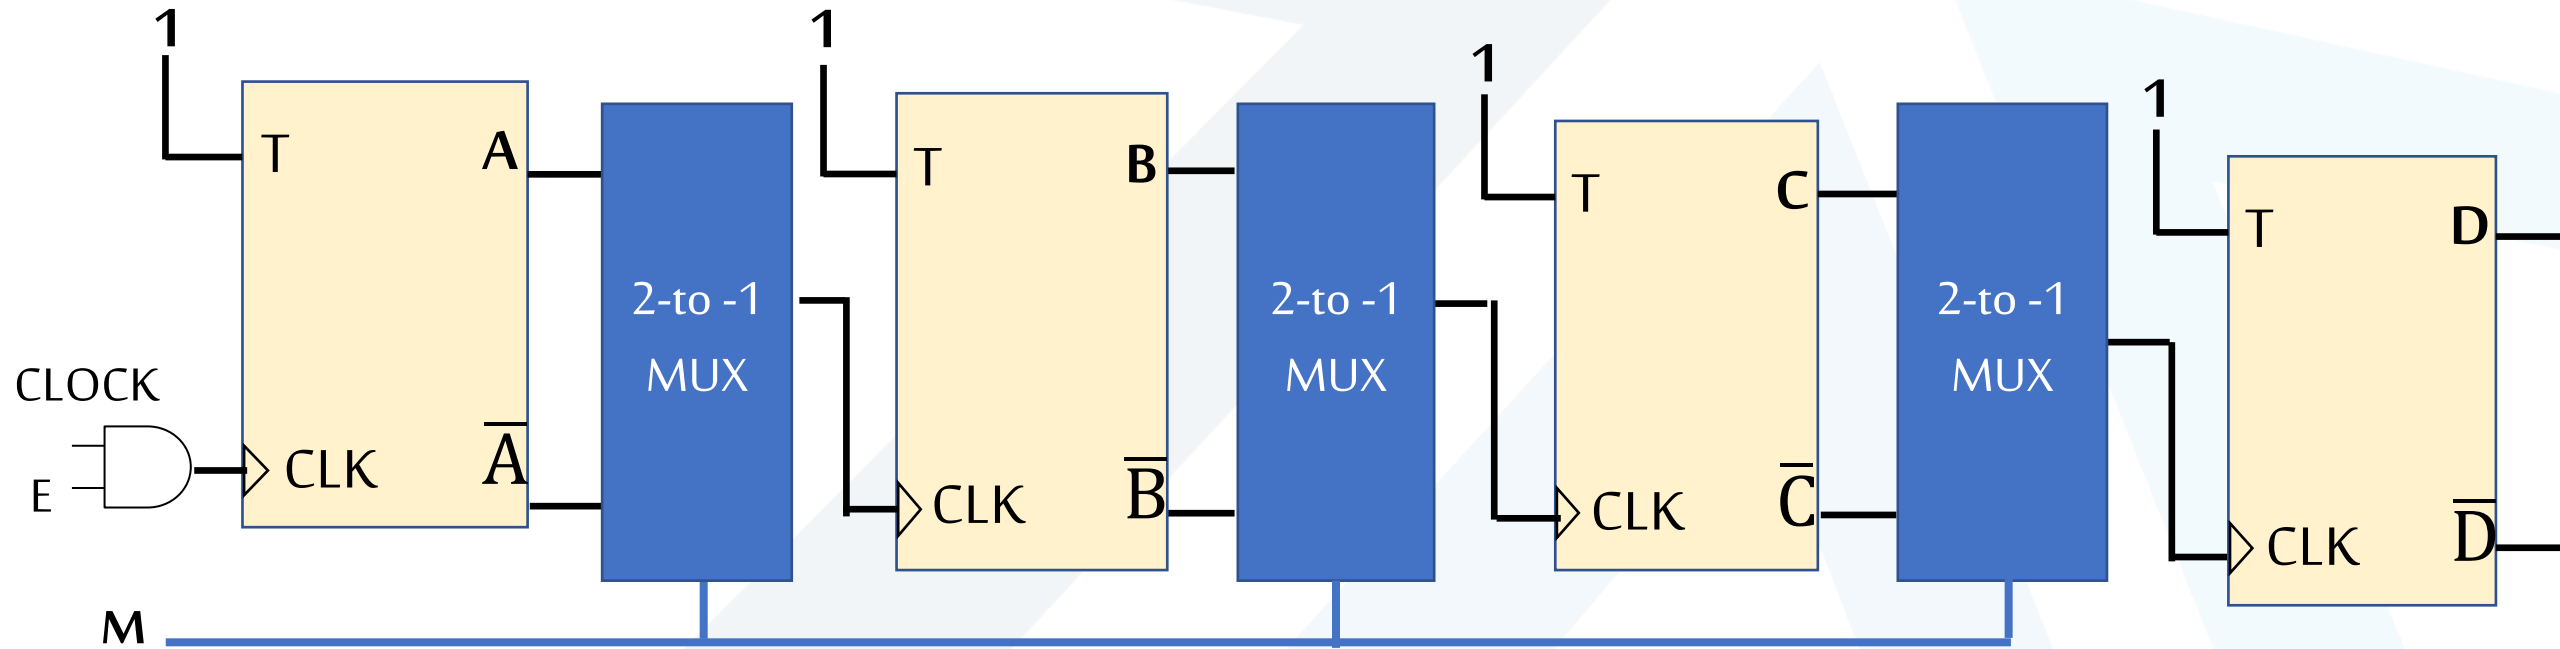 1
1
1
1
T
A
2-to -1
MUX
T
B
2-to -1
MUX
T
C
2-to -1
MUX
T
D
CLOCK
E
CLK
A̅
CLK
B̅
CLK
C̅
CLK
D̅
M